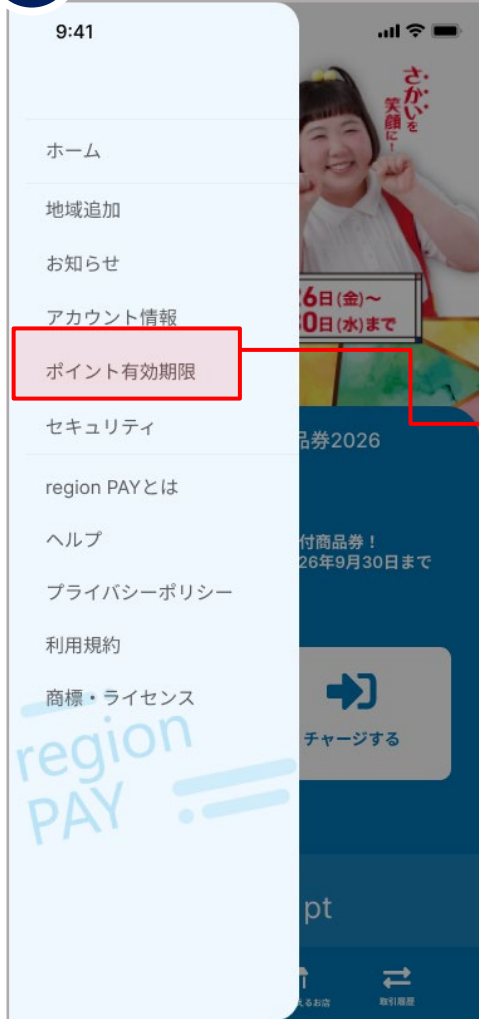 9:41
ホーム
地域追加
お知らせ
アカウント情報
ポイント有効期限
セキュリティ
region PAYとは
ヘルプ
プライバシーポリシー
利用規約
商標・ライセンス
region
PAY
さかいを
笑顔に!
6日(金)〜
0日(水)まで
品券2026
付商品券!
26年9月30日まで
チャージする
pt
えるお店
取引履歴